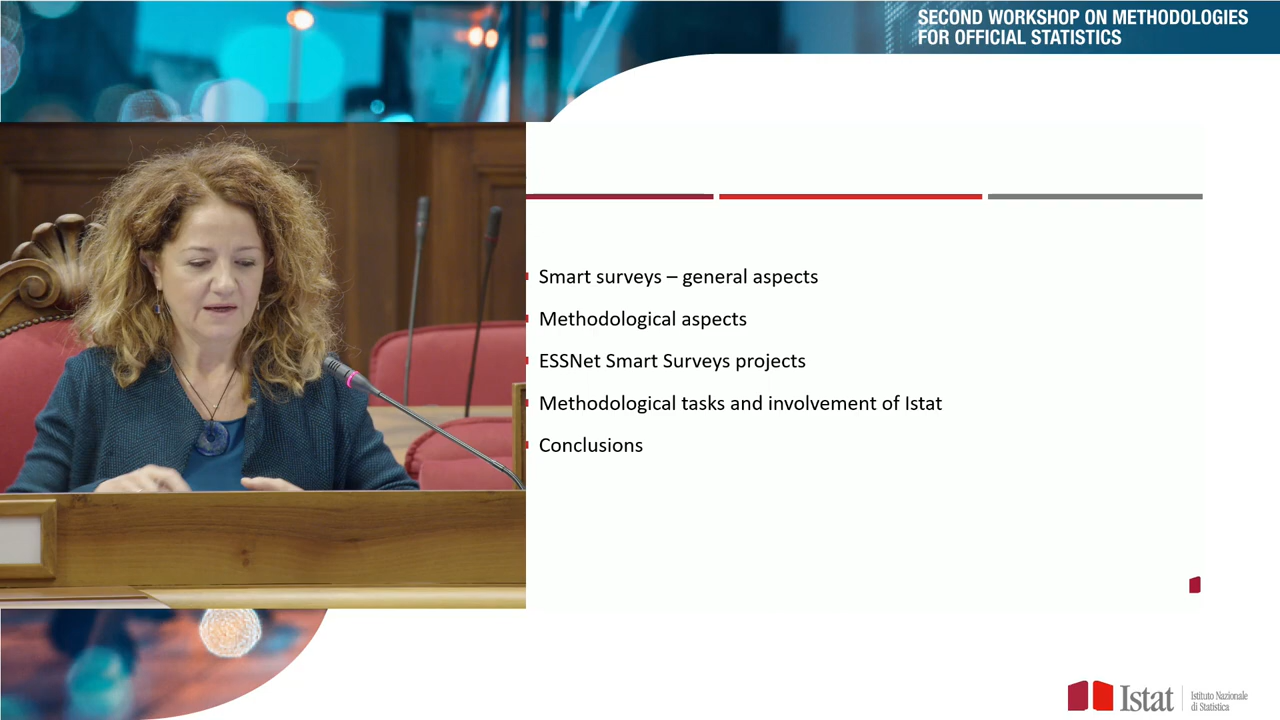 SECOND WORKSHOP ON METHODOLOGIES
FOR OFFICIAL STATISTICS
Smart surveys – general aspects
Methodological aspects
ESSNet Smart Surveys projects
Methodological tasks and involvement of Istat
Conclusions
Istat
Istituto Nazionale
di Statistica